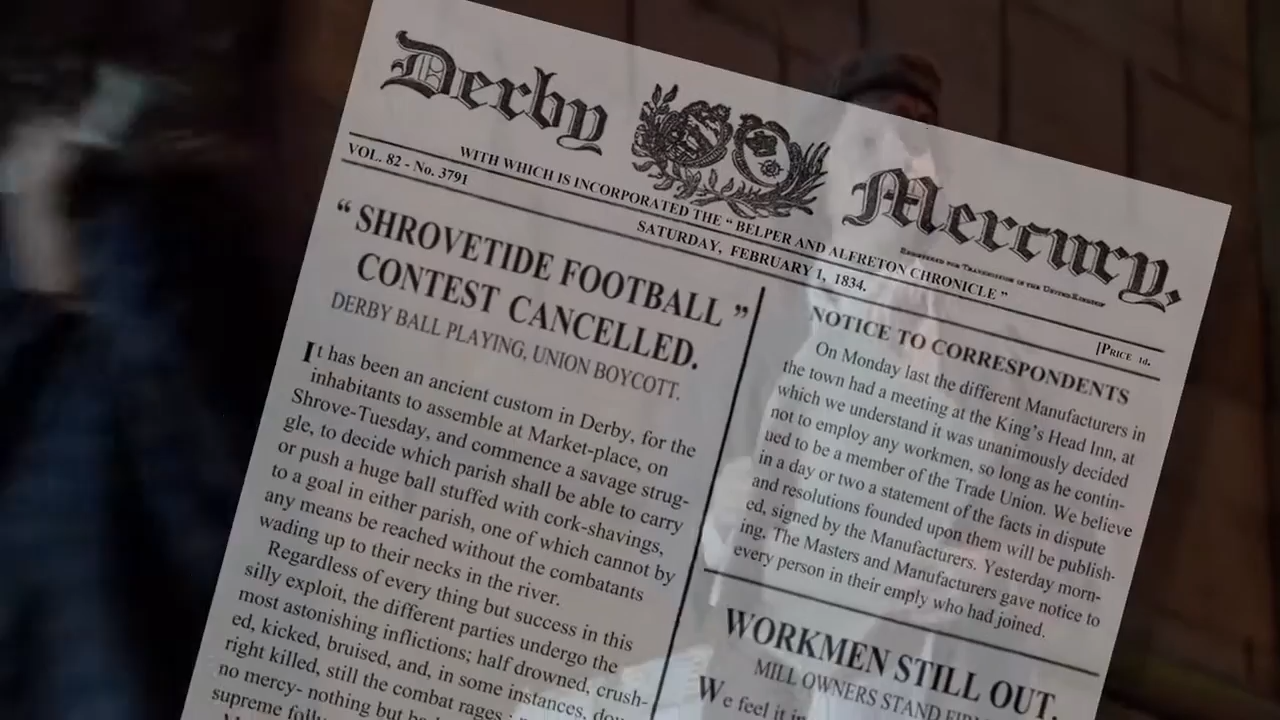 Derby Mercury.
REGISTERED FOR TRANSMISSION IN THE UNITED KINGDOM
WITH WHICH IS INCORPORATED THE “ BELPER AND ALFRETON CHRONICLE ”
VOL. 82 - No. 3791
SATURDAY, FEBRUARY 1, 1834.
|PRICE 1d.
“ SHROVETIDE FOOTBALL ”
CONTEST CANCELLED.
DERBY BALL PLAYING, UNION BOYCOTT.
It has been an ancient custom in Derby, for the
inhabitants to assemble at Market-place, on
Shrove-Tuesday, and commence a savage strug-
gle, to decide which parish shall be able to carry
or push a huge ball stuffed with cork-shavings,
to a goal in either parish, one of which cannot by
any means be reached without the combatants
wading up to their necks in the river.
Regardless of every thing but success in this
silly exploit, the different parties undergo the
most astonishing inflictions; half drowned, crush-
ed, kicked, bruised, and, in some instances, dow
right killed, still the combat rages ;
no mercy- nothing but
supreme
NOTICE TO CORRESPONDENTS
On Monday last the different Manufacturers in
the town had a meeting at the King’s Head Inn, at
which we understand it was unanimously decided
not to employ any workmen, so long as he contin-
ued to be a member of the Trade Union. We believe
in a day or two a statement of the facts in dispute
and resolutions founded upon them will be publish-
ed, signed by the Manufacturers. Yesterday morn-
ing, The Masters and Manufacturers gave notice to
every person in their emply who had joined.
WORKMEN STILL OUT.
MILL OWNERS STAND
We feel it